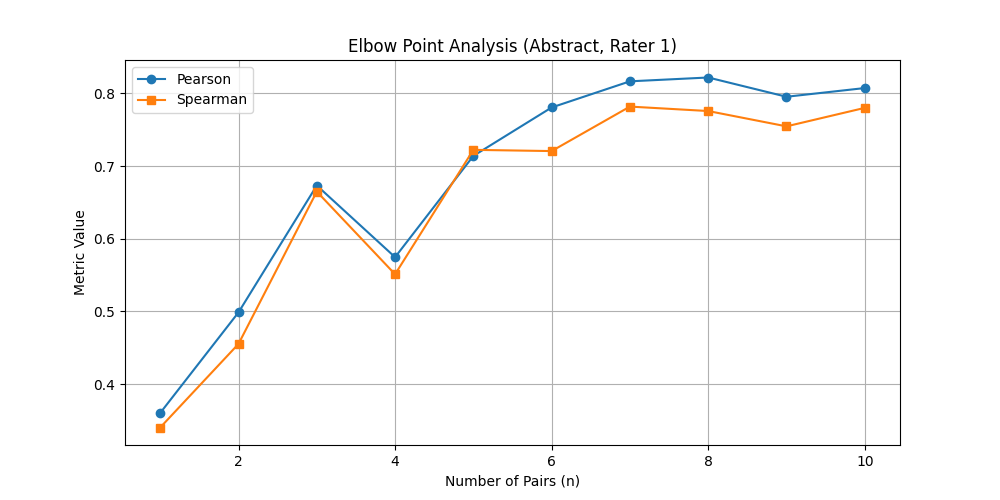 Elbow Point Analysis (Abstract, Rater 1)
Pearson
Spearman
Metric Value
0.8
0.7
0.6
0.5
0.4
2 4 6 8 10
Number of Pairs (n)